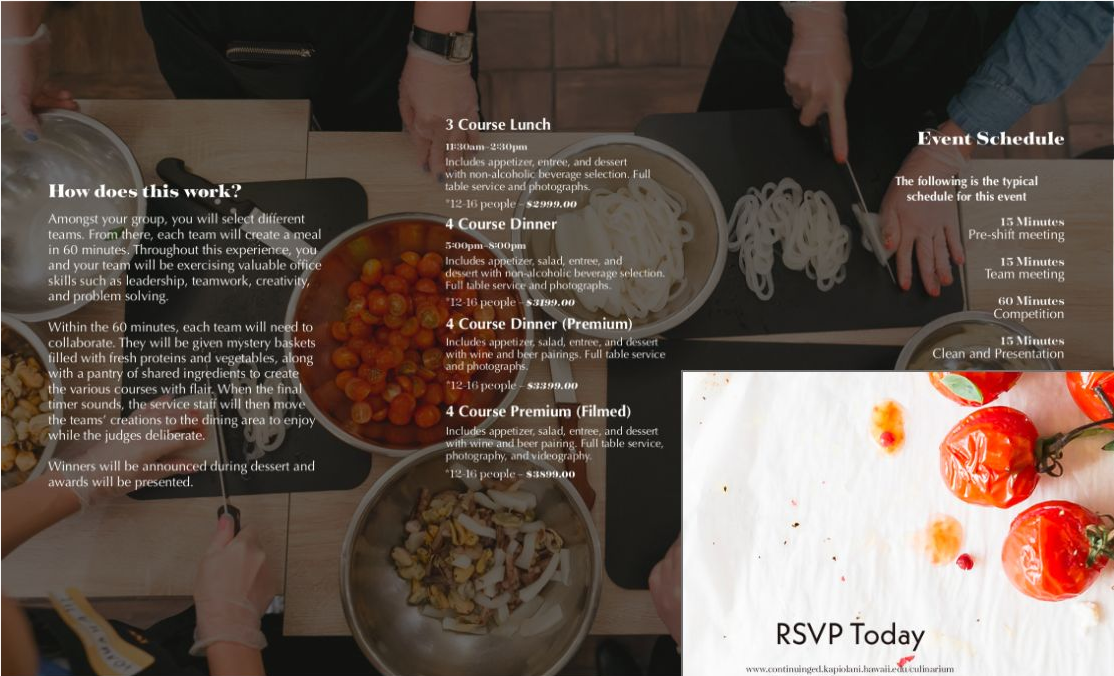 How does this work?
Amongst your group, you will select different
teams. From there, each team will create a meal
in 60 minutes. Throughout this experience, you
and your team will be exercising valuable office
skills such as leadership, teamwork, creativity,
and problem solving.
Within the 60 minutes, each team will need to
collaborate. They will be given mystery baskets
filled with fresh proteins and vegetables, along
with a pantry of shared ingredients to create
the various courses with flair. When the final
timer sounds, the service staff will then move
the teams' creations to the dining area to enjoy
while the judges deliberate.
Winners will be announced during dessert and
awards will be presented.
3 Course Lunch
11:30am-2:30pm
Includes appetizer, entree, and dessert
with non-alcoholic beverage selection. Full
table service and photographs.
*12-16 people - $2999.00
4 Course Dinner
5:00pm-8:00pm
Includes appetizer, salad, entree, and
dessert with non-alcoholic beverage selection.
Full table service and photographs.
*12-16 people - $3199.00
4 Course Dinner (Premium)
Includes appetizer, salad, entree, and dessert
with wine and beer pairings. Full table service
and photographs.
*12-16 people - $3399.00
4 Course Premium (Filmed)
Includes appetizer, salad, entree, and dessert
with wine and beer pairing. Full table service,
photography, and videography.
*12-16 people - $3899.00
Event Schedule
The following is the typical
schedule for this event
15 Minutes
Pre-shift meeting
15 Minutes
Team meeting
60 Minutes
Competition
15 Minutes
Clean and Presentation
RSVP Today
www.continuinged.kapiolani.hawaii.edu/culinarium